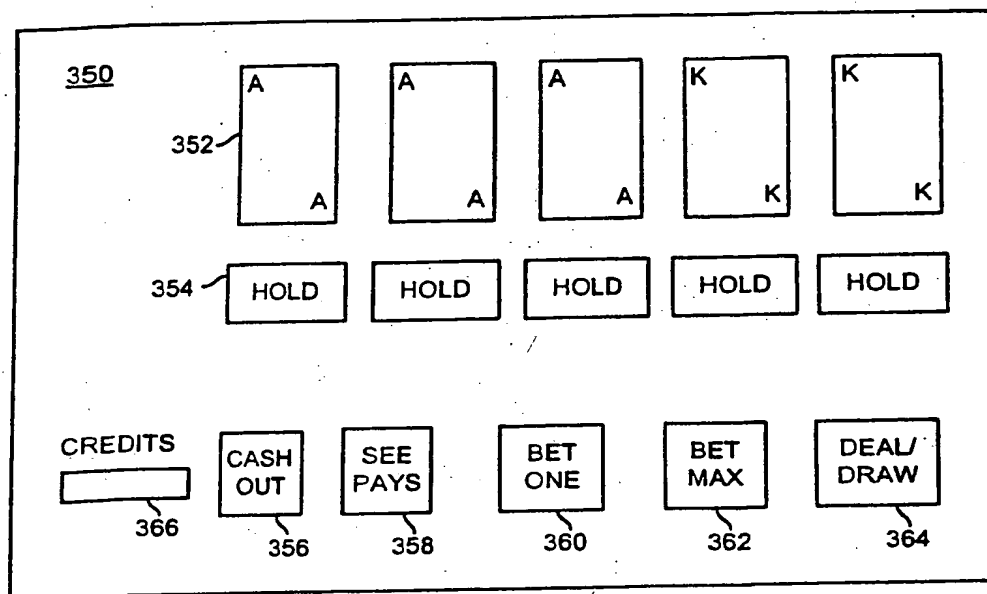 350
A A A K K
352
A A A K K
354
HOLD HOLD HOLD HOLD HOLD
CREDITS
366
CASH
OUT
356
SEE
PAYS
358
BET
ONE
360
BET
MAX
362
DEAL/
DRAW
364